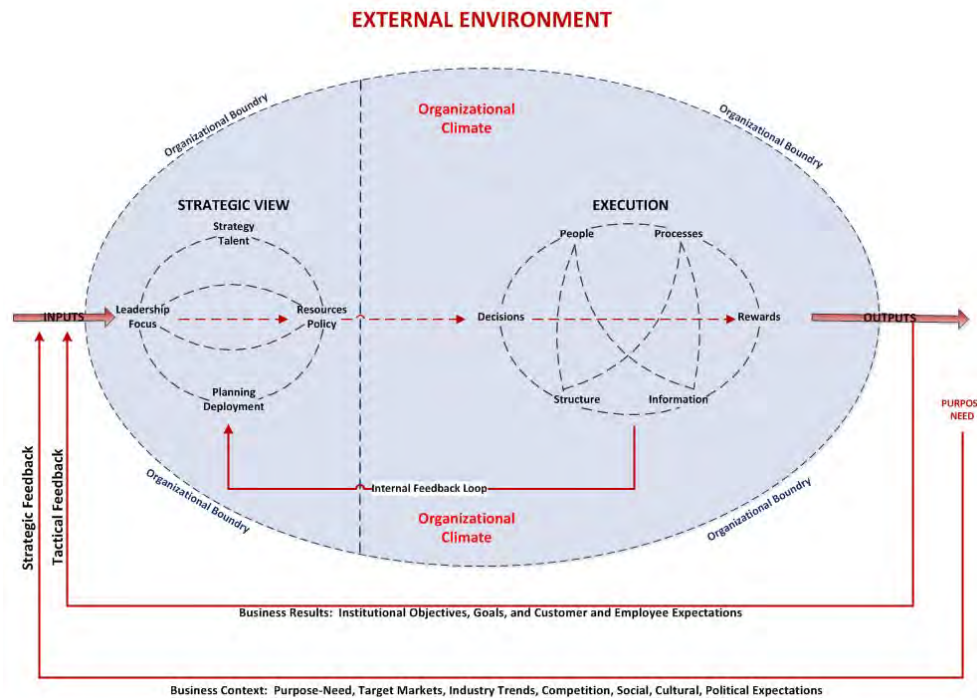 EXTERNAL ENVIRONMENT
Organizational Boundry
Organizational
Climate
Organizational Boundry
STRATEGIC VIEW
Strategy
Talent
EXECUTION
People
Processes
INPUTS
Leadership
Focus
Resources
Policy
Decisions
Rewards
OUTPUTS
Planning
Deployment
Structure
Information
PURPOS
NEED
Strategic Feedback
Tactical Feedback
Organizational Boundry
Internal Feedback Loop
Organizational
Climate
Organizational Boundry
Business Results: Institutional Objectives, Goals, and Customer and Employee Expectations
Business Context: Purpose-Need, Target Markets, Industry Trends, Competition, Social, Cultural, Political Expectations